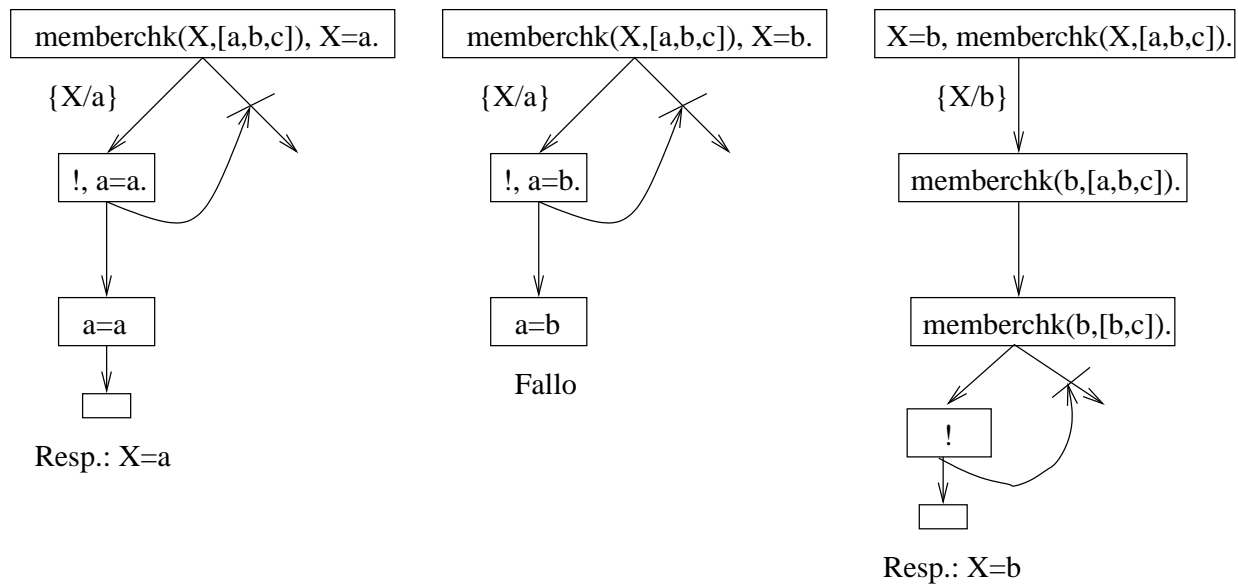 memberchk(X,[a,b,c]), X=a.
{X/a}
!, a=a.
a=a
Resp.: X=a
memberchk(X,[a,b,c]), X=b.
{X/a}
!, a=b.
a=b
Fallo
X=b, memberchk(X,[a,b,c]).
{X/b}
memberchk(b,[a,b,c]).
memberchk(b,[b,c]).
!
Resp.: X=b